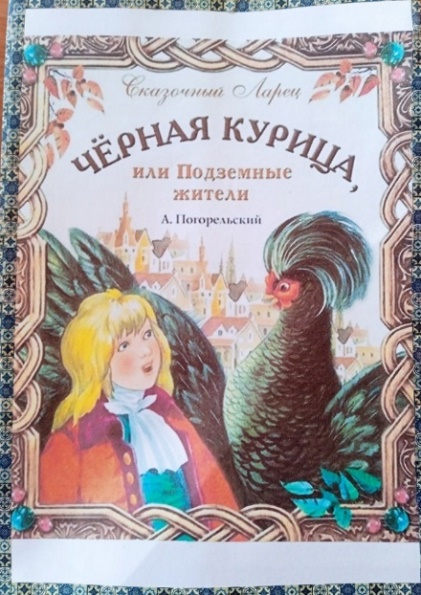 Сказочный Ларец
ЧЁРНАЯ КУРИЦА,
или Подземные
жители
А. Погорельский